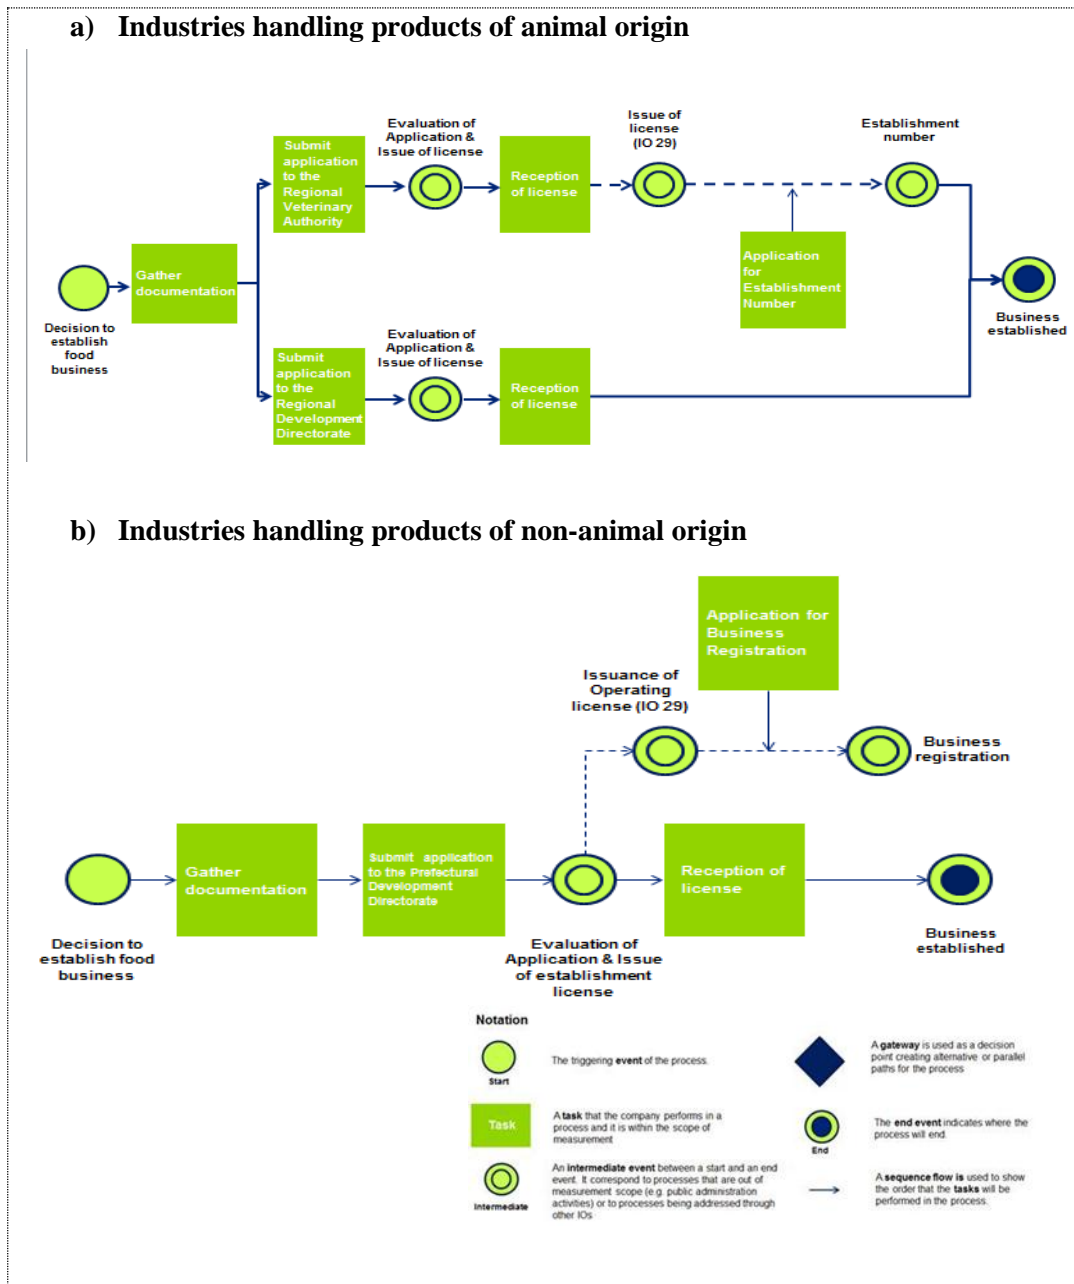 a) Industries handling products of animal origin
Evaluation of
Application &
Issue of license
Issue of
license
(IO 29)
Establishment
number
Submit
application
to the
Regional
Veterinary
Authority
Reception
of license
Gather
documentation
Application
for
Establishment
Number
Decision to
establish
food
business
Business
established
Evaluation of
Application &
Issue of license
Submit
application
to the
Regional
Development
Directorate
Reception
of license
b) Industries handling products of non-animal origin
Application for
Business
Registration
Issuance of
Operating
license (IO 29)
Business
registration
Gather
documentation
Submit application
to the Prefectural
Development
Directorate
Reception of
license
Decision to
establish food
business
Evaluation of
Application & Issue
of establishment
license
Business
established
Notation
The triggering event of the process.
Start
A gateway is used as a decision
point creating alternative or parallel
paths for the process
Task
A task that the company performs in a
process and it is within the scope of
measurement
The end event indicates where the
process will end
End
An intermediate event between a start and an end
event. It correspond to processes that are out of
measurement scope (e.g. public administration
activities) or to processes being addressed through
other IOs
Intermediate
A sequence flow is used to show
the order that the tasks will be
performed in the process.